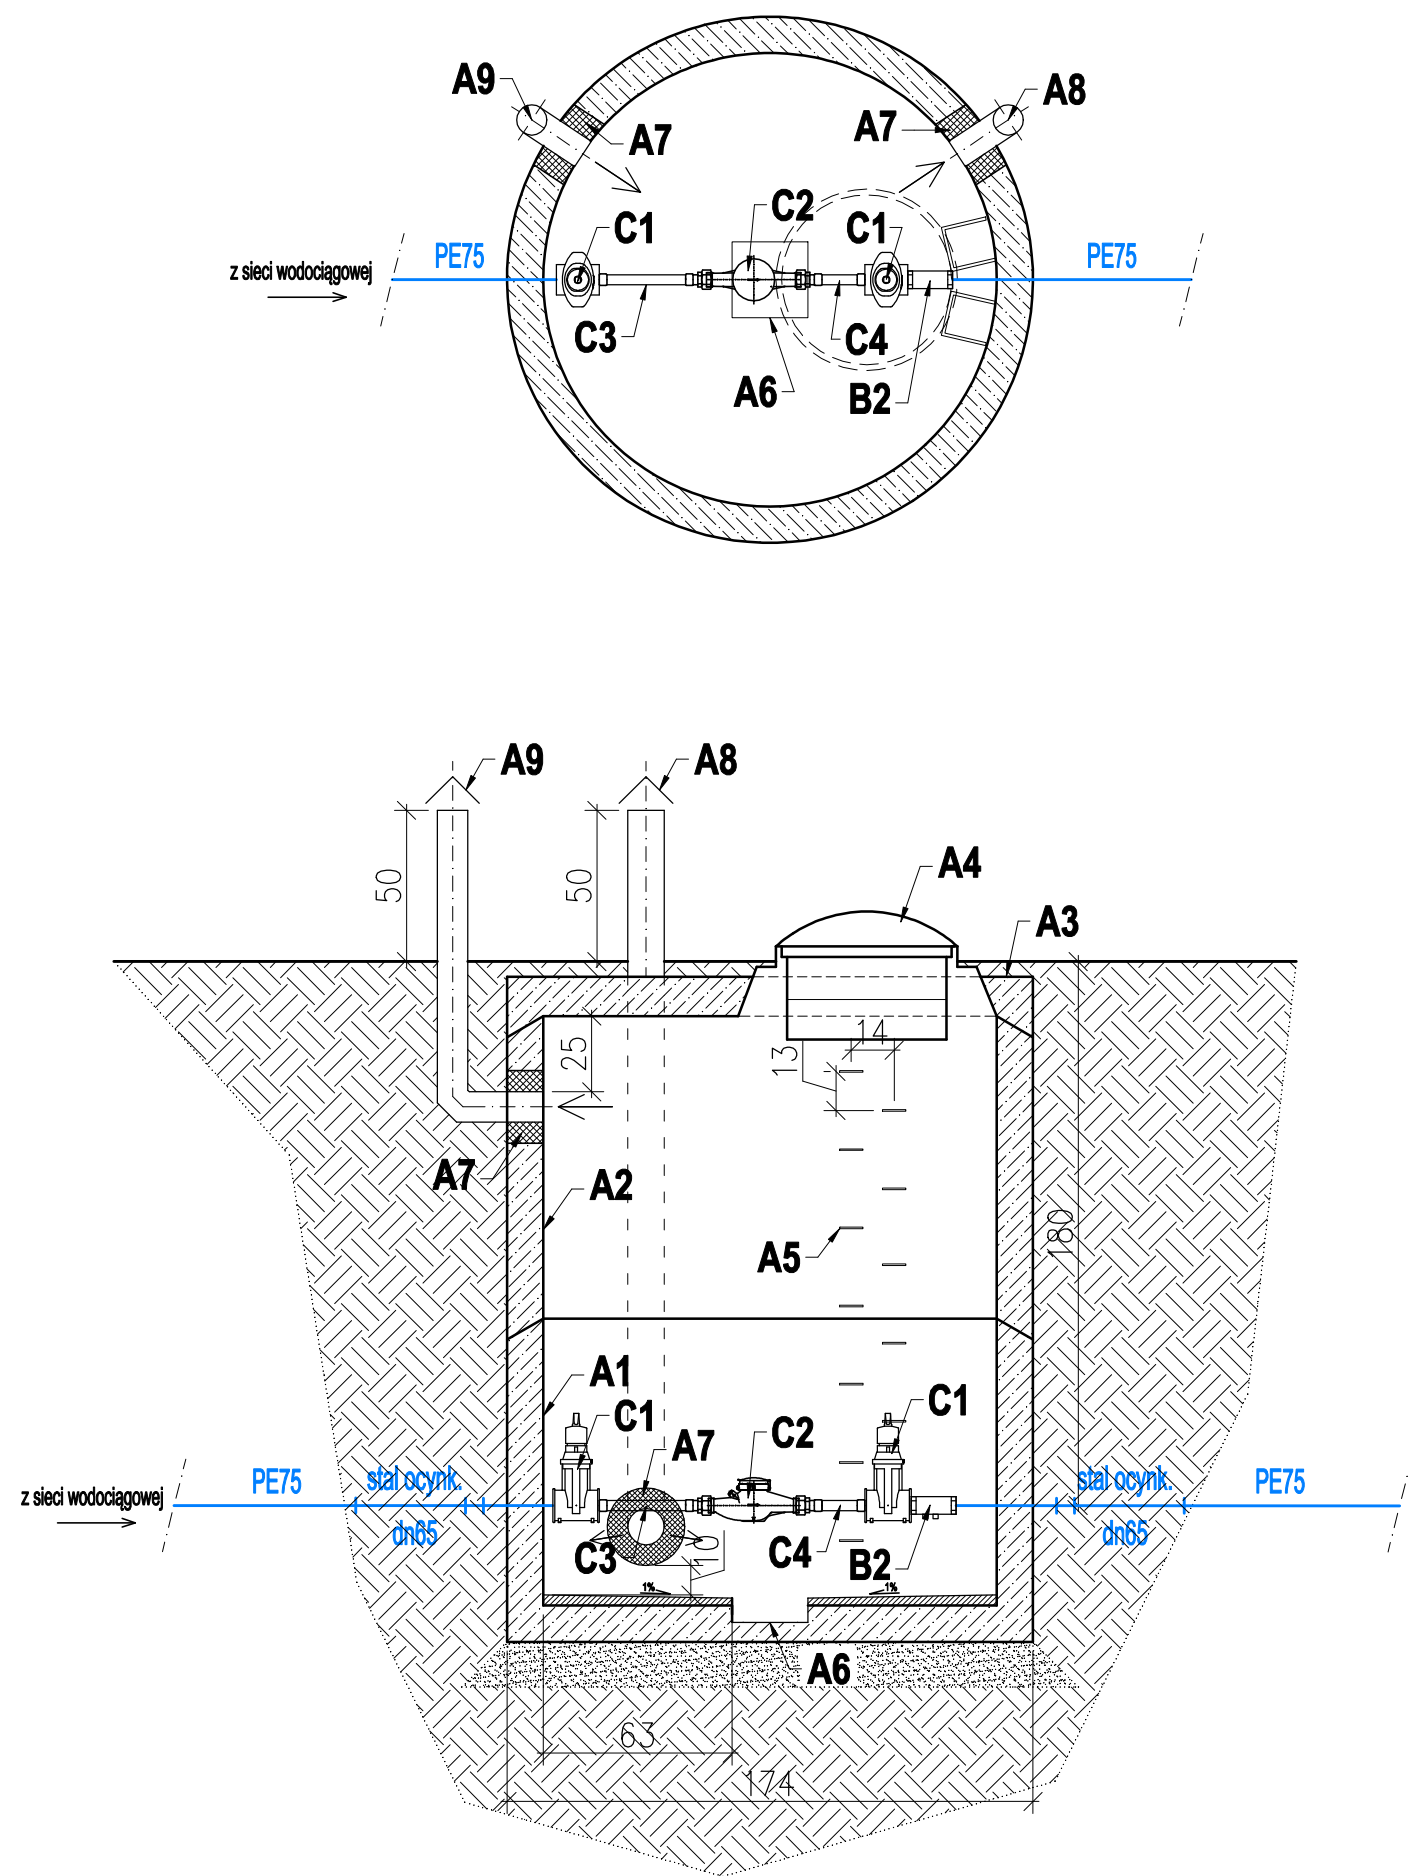 A9
A8
A7
A7
C2
C1
C1
PE75
PE75
z sieci wodociągowej
C3
C4
A6
B2
A9
A8
A4
50
50
A3
14
25
13
A7
A2
180
A5
A1
C1
C1
C2
A7
PE75
stal ocynk.
stal ocynk.
PE75
z sieci wodociągowej
dn65
dn65
C3
10
C4
B2
1%
1%
A6
63
174